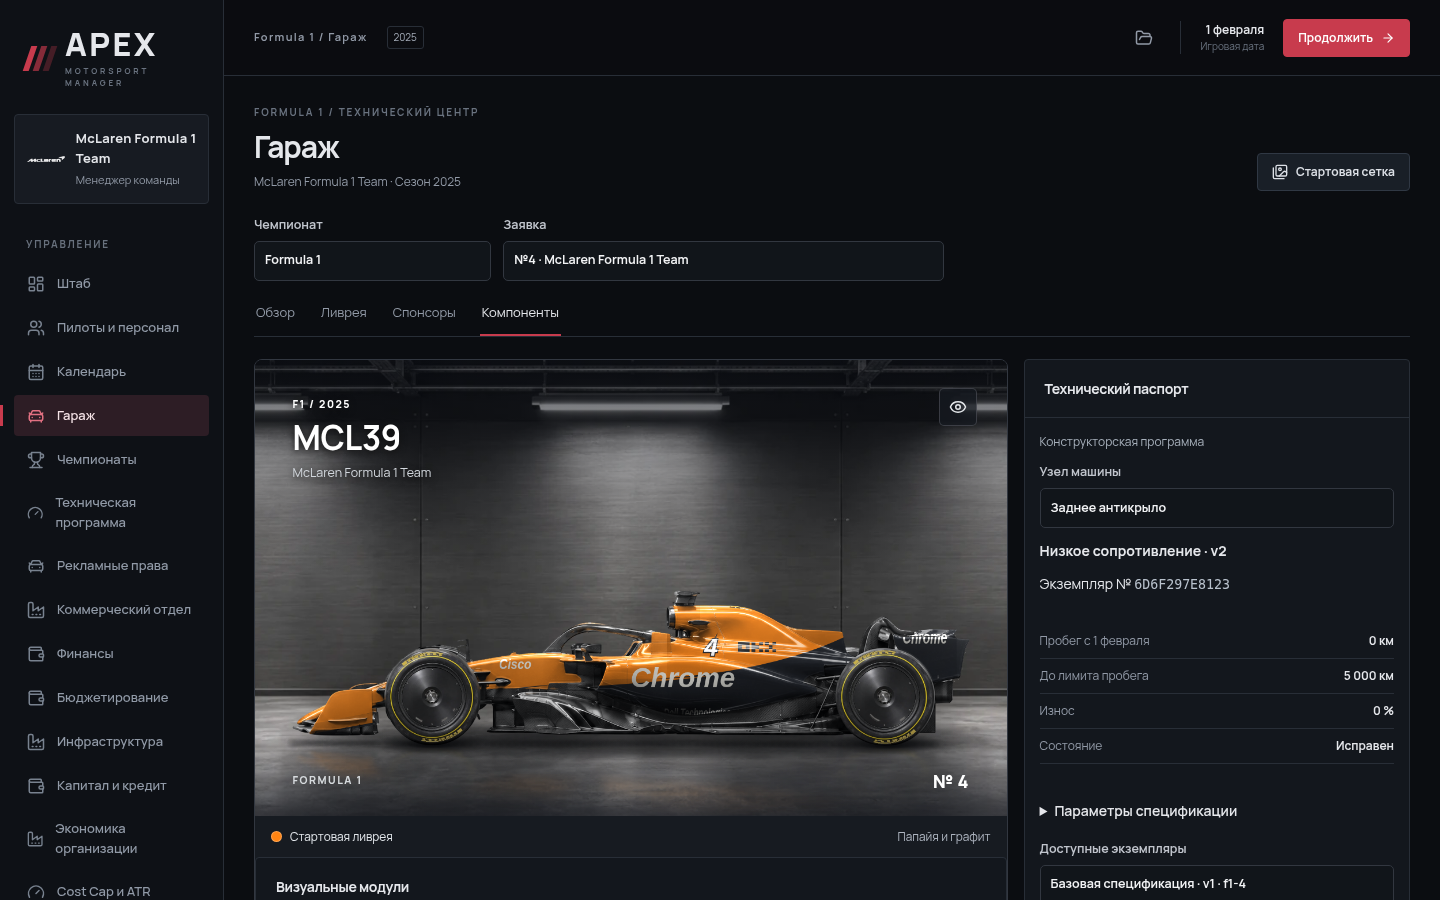 APEX
MOTORSPORT
MANAGER
McLaren
McLaren Formula 1
Team
Менеджер команды
УПРАВЛЕНИЕ
Штаб
Пилоты и персонал
Календарь
Гараж
Чемпионаты
Техническая
программа
Рекламные права
Коммерческий отдел
Финансы
Бюджетирование
Инфраструктура
Капитал и кредит
Экономика
организации
Cost Cap и ATR
Formula 1 / Гараж
2025
1 февраля
Игровая дата
Продолжить
FORMULA 1 / ТЕХНИЧЕСКИЙ ЦЕНТР
Гараж
McLaren Formula 1 Team · Сезон 2025
Стартовая сетка
Чемпионат
Formula 1
Заявка
№4 · McLaren Formula 1 Team
Обзор
Ливрея
Спонсоры
Компоненты
F1 / 2025
MCL39
McLaren Formula 1 Team
Cisco
4
Chrome
Chrome
FORMULA 1
№ 4
Стартовая ливрея
Папайя и графит
Визуальные модули
Технический паспорт
Конструкторская программа
Узел машины
Заднее антикрыло
Низкое сопротивление · v2
Экземпляр № 6D6F297E8123
Пробег с 1 февраля
0 км
До лимита пробега
5 000 км
Износ
0 %
Состояние
Исправен
Параметры спецификации
Доступные экземпляры
Базовая спецификация · v1 · f1-4